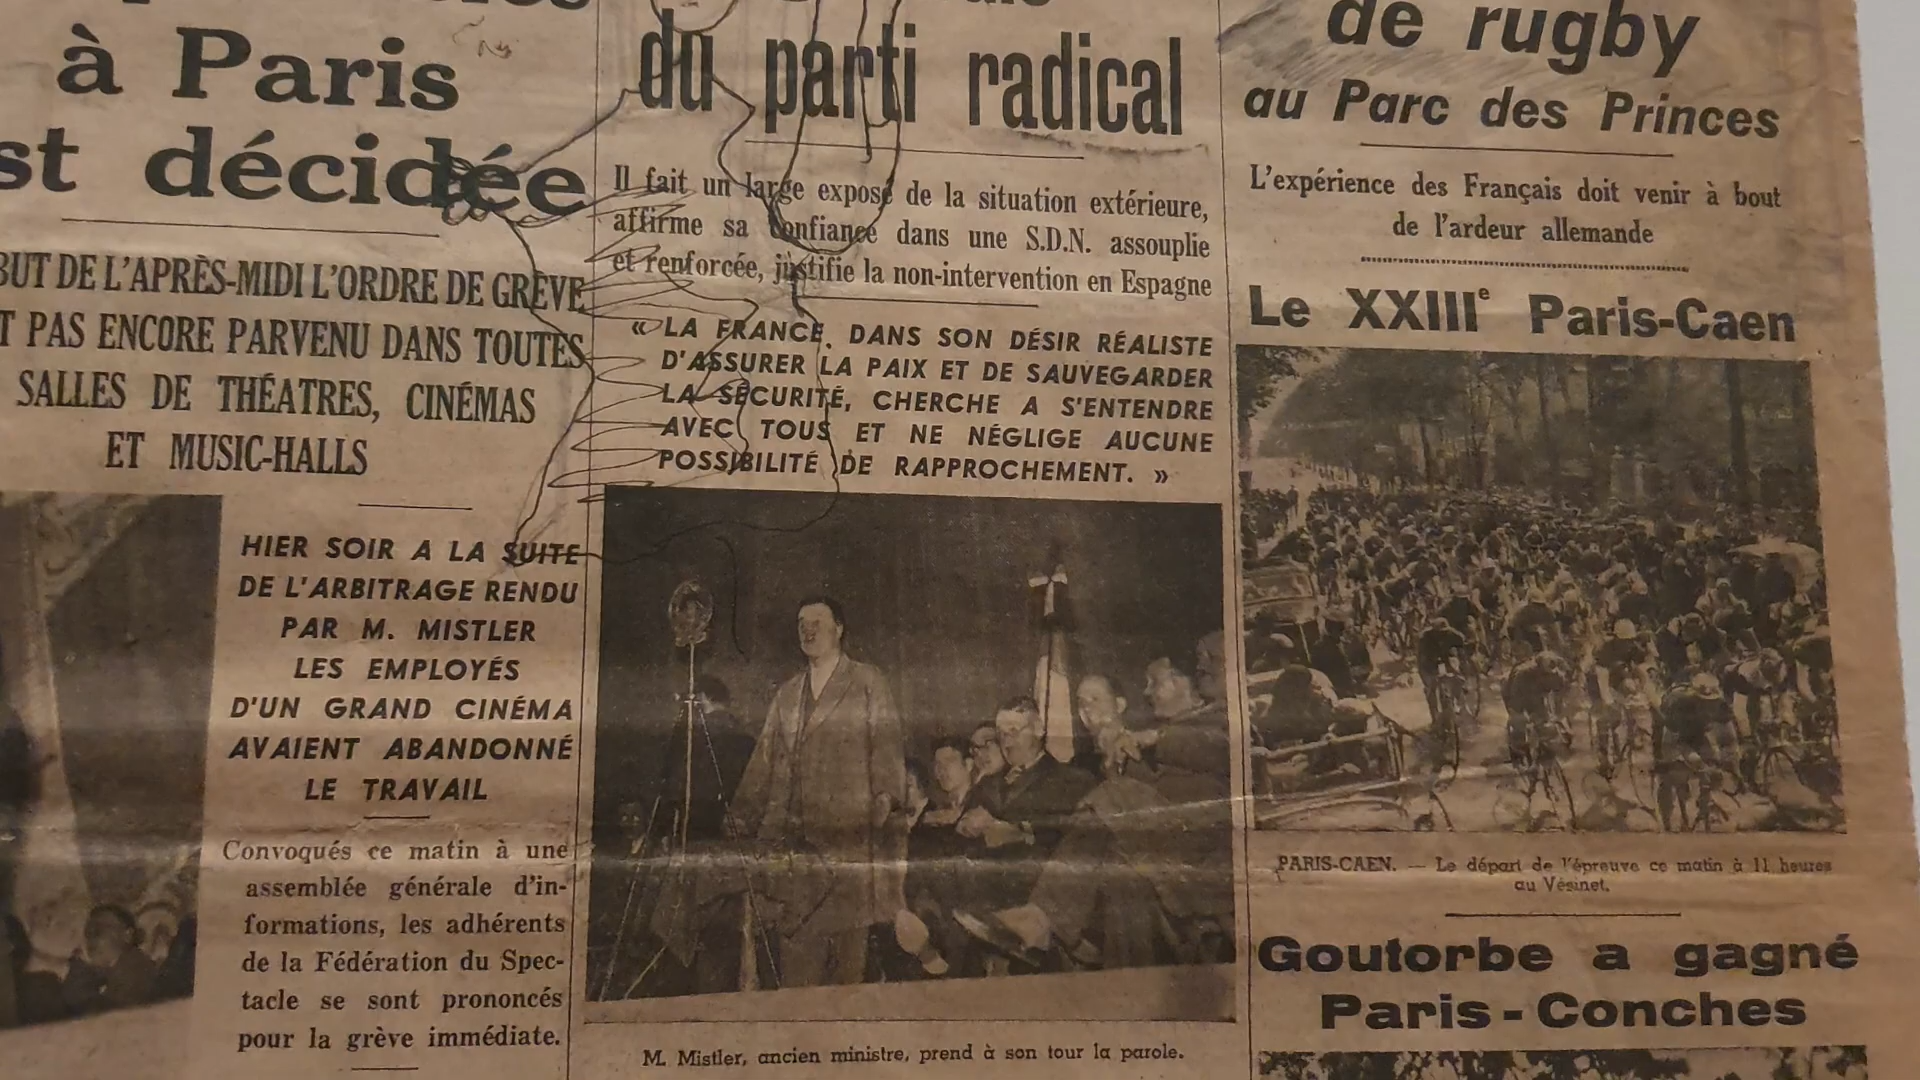 à Paris
st décidée
BUT DE L'APRÈS-MIDI L'ORDRE DE GRÈVE
T PAS ENCORE PARVENU DANS TOUTES
SALLES DE THÉATRES, CINÉMAS
ET MUSIC-HALLS
HIER SOIR A LA SUITE
DE L'ARBITRAGE RENDU
PAR M. MISTLER
LES EMPLOYÉS
D'UN GRAND CINÉMA
AVAIENT ABANDONNÉ
LE TRAVAIL
Convoqués ce matin à une
assemblée générale d'in-
formations, les adhérents
de la Fédération du Spec-
tacle se sont prononcés
pour la grève immédiate.
du parti radical
Il fait un large exposé de la situation extérieure,
affirme sa confiance dans une S.D.N. assouplie
et renforcée, justifie la non-intervention en Espagne
« LA FRANCE, DANS SON DÉSIR RÉALISTE
D'ASSURER LA PAIX ET DE SAUVEGARDER
LA SÉCURITÉ, CHERCHE A S'ENTENDRE
AVEC TOUS ET NE NÉGLIGE AUCUNE
POSSIBILITÉ DE RAPPROCHEMENT. »
M. Mistler, ancien ministre, prend à son tour la parole.
de rugby
au Parc des Princes
L'expérience des Français doit venir à bout
de l'ardeur allemande
Le XXIIIe Paris-Caen
PARIS-CAEN. — Le départ de l'épreuve ce matin à 11 heures
au Vésinet.
Goutorbe a gagné
Paris-Conches